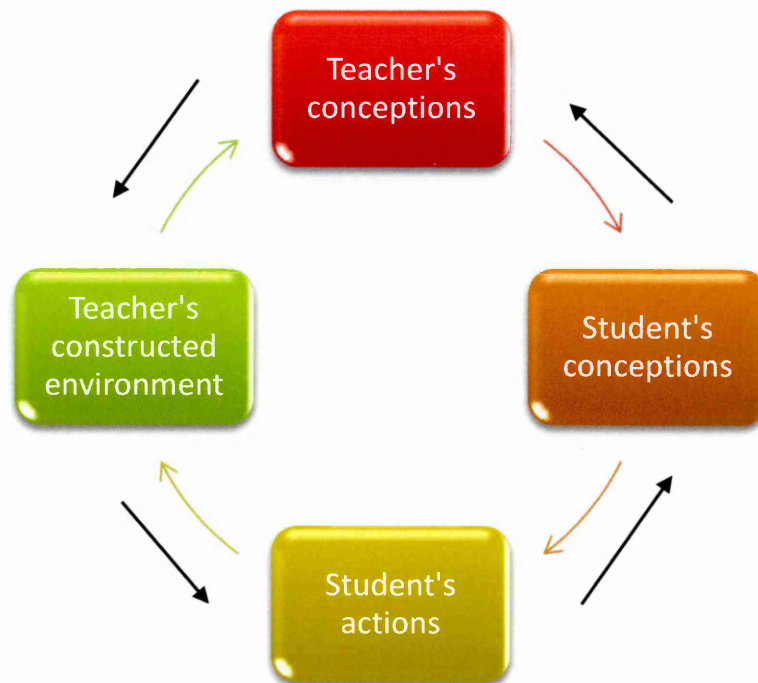 Teacher's
conceptions
Teacher's
constructed
environment
Student's
conceptions
Student's
actions